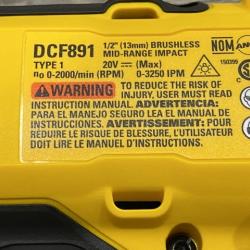 DCF891 1/2" (13mm) BRUSHLESS
MID-RANGE IMPACT
TYPE 1 20V ⎓ (Max)
n₀ 0-2000/min (RPM) 0-3250 IPM
NOM
150399
WARNING TO REDUCE THE RISK OF
INJURY, USER MUST READ
INSTRUCTION MANUAL. ADVERTENCIA:
PARA EL MANEJO SEGURO LEA EL MANUAL DE
INSTRUCCIONES. AVERTISSEMENT: POUR
RÉDUIRE LE RISQUE DE BLESSURE, L'UTILISATEUR
DOIT LIRE LE MANUEL D'INSTRUCTIONS.